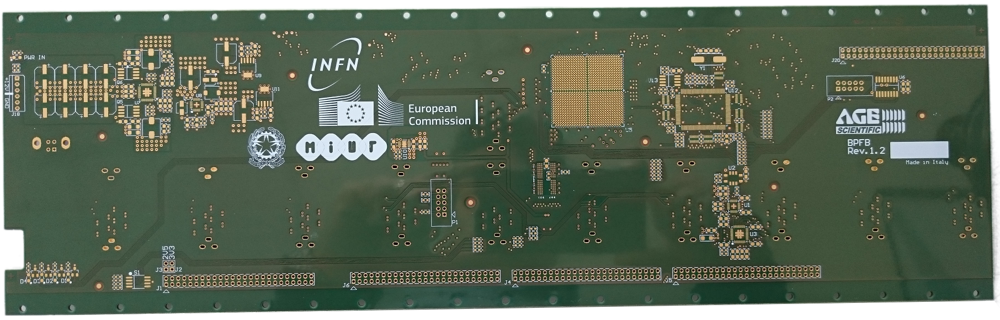 PWR IN
+12V GND
J18
Q6
Q5
U7
U8
U9
U11
INFN
European
Commission
MiUR
U10
U5
Y1
U13
U12
J20
P2
U6
AGE
SCIENTIFIC
BPFB
Rev.1.2
Made in Italy
U2
U1
U3
P1
2V5
3V3
J3
J2
D4
D3
D2
D1
S1
J1
J6
J4
J5